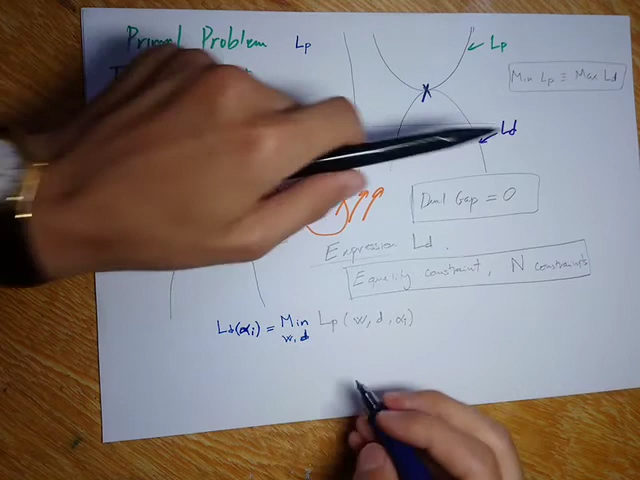 Primal Problem Lp
Lp
Min Lp ≡ Max Ld
Ld
Dual Gap = 0
Expression Ld.
Equality constraint, N constraints
Ld(αi) = Min Lp(w, d, αi)
w,d